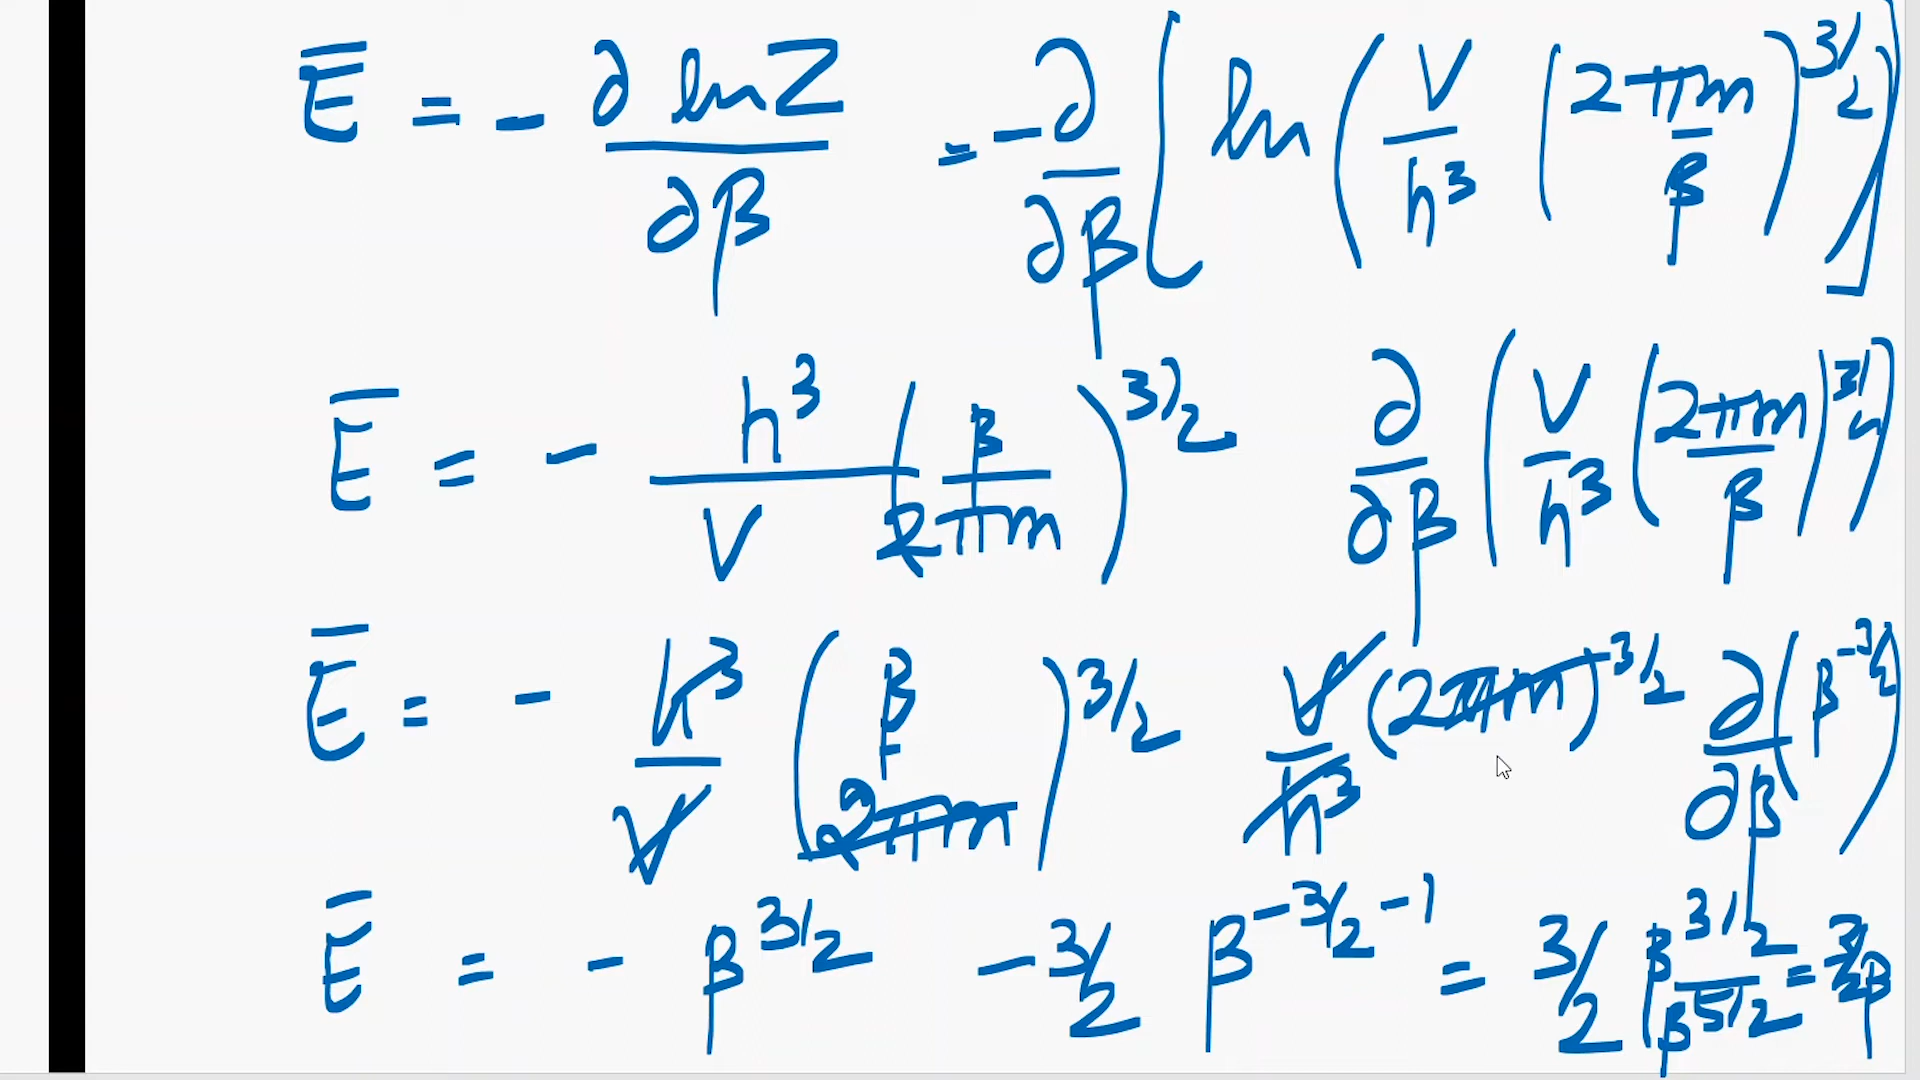 Ē = - ∂ ln Z / ∂β = - ∂/∂β [ ln ( V/h³ (2πm/β)^3/2 ) ]
Ē = - h³/V (β/2πm)^3/2 ∂/∂β ( V/h³ (2πm/β)^3/2 )
Ē = - h³/V (β/2πm)^3/2 V/h³ (2πm)^3/2 ∂/∂β (β^-3/2)
Ē = - β^3/2 - 3/2 β^-3/2 -1 = 3/2 β^3/2 / β^5/2 = 3/2β